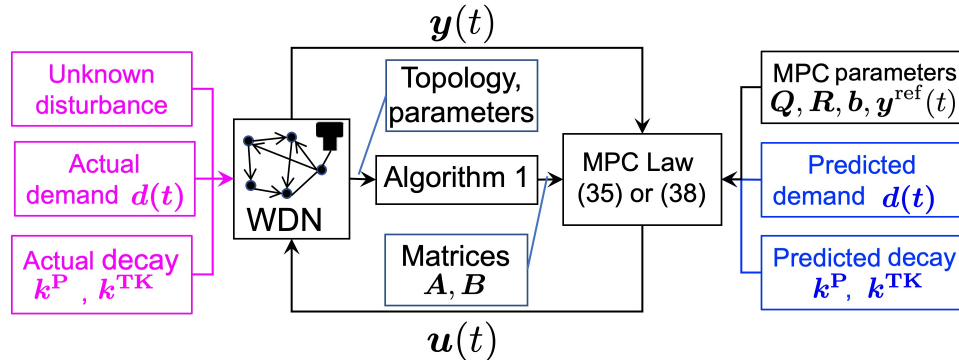 y(t)
Unknown
disturbance
Actual
demand d(t)
Actual decay
k^P , k^TK
WDN
Topology,
parameters
Algorithm 1
Matrices
A, B
MPC Law
(35) or (38)
MPC parameters
Q, R, b, y^ref(t)
Predicted
demand d(t)
Predicted decay
k^P, k^TK
u(t)